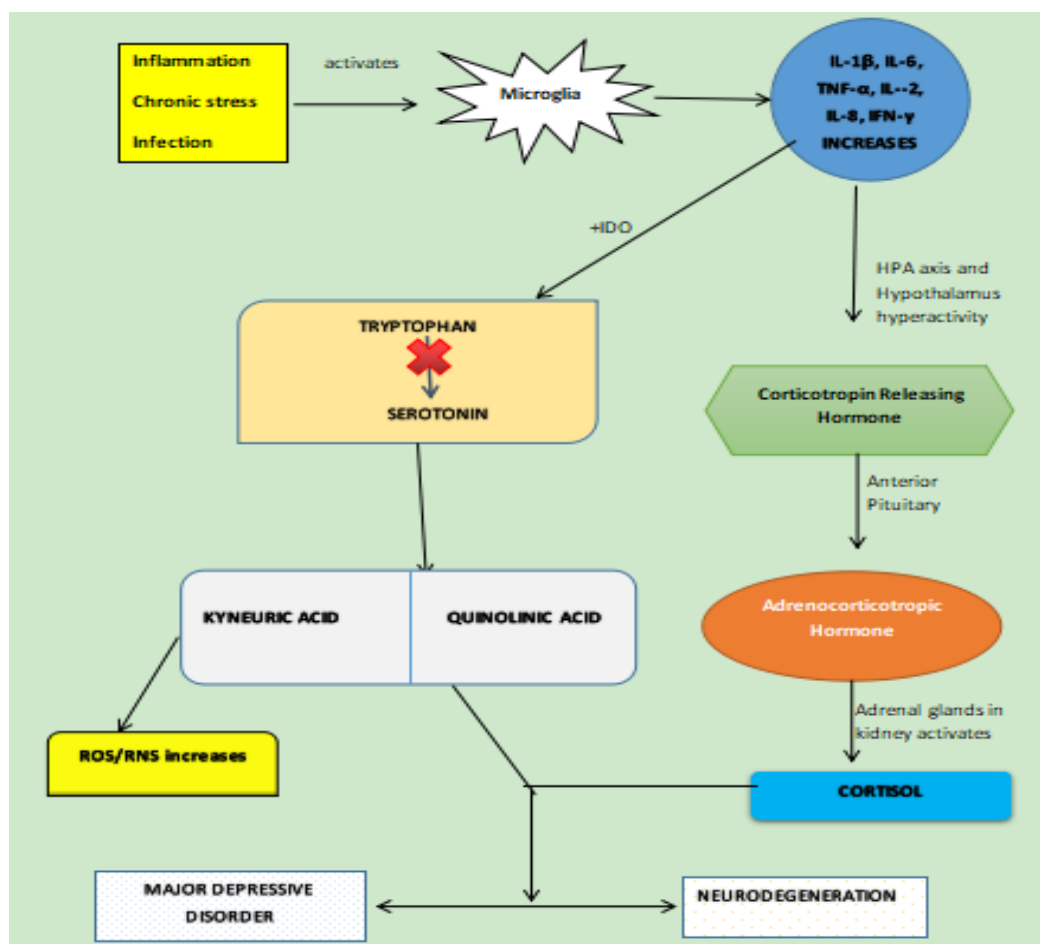 Inflammation
Chronic stress
Infection
activates
Microglia
IL-1β, IL-6,
TNF-α, IL--2,
IL-8, IFN-γ
INCREASES
+IDO
HPA axis and
Hypothalamus
hyperactivity
TRYPTOPHAN
SEROTONIN
Corticotropin Releasing
Hormone
Anterior
Pituitary
KYNEURIC ACID
QUINOLINIC ACID
Adrenocorticotropic
Hormone
Adrenal glands in
kidney activates
ROS/RNS increases
CORTISOL
MAJOR DEPRESSIVE
DISORDER
NEURODEGENERATION